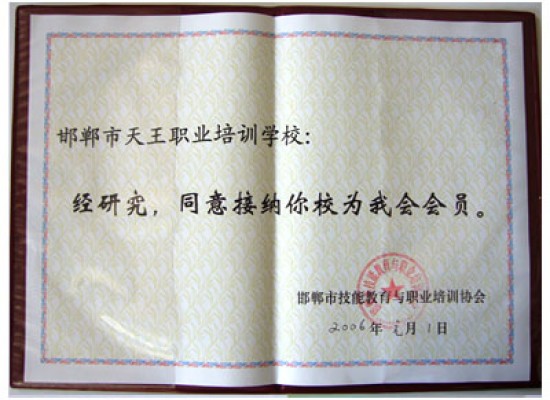 邯郸市天王职业培训学校:
经研究，同意接纳你校为我会会员。
邯郸市技能教育与职业培训协会
2006年元月1日